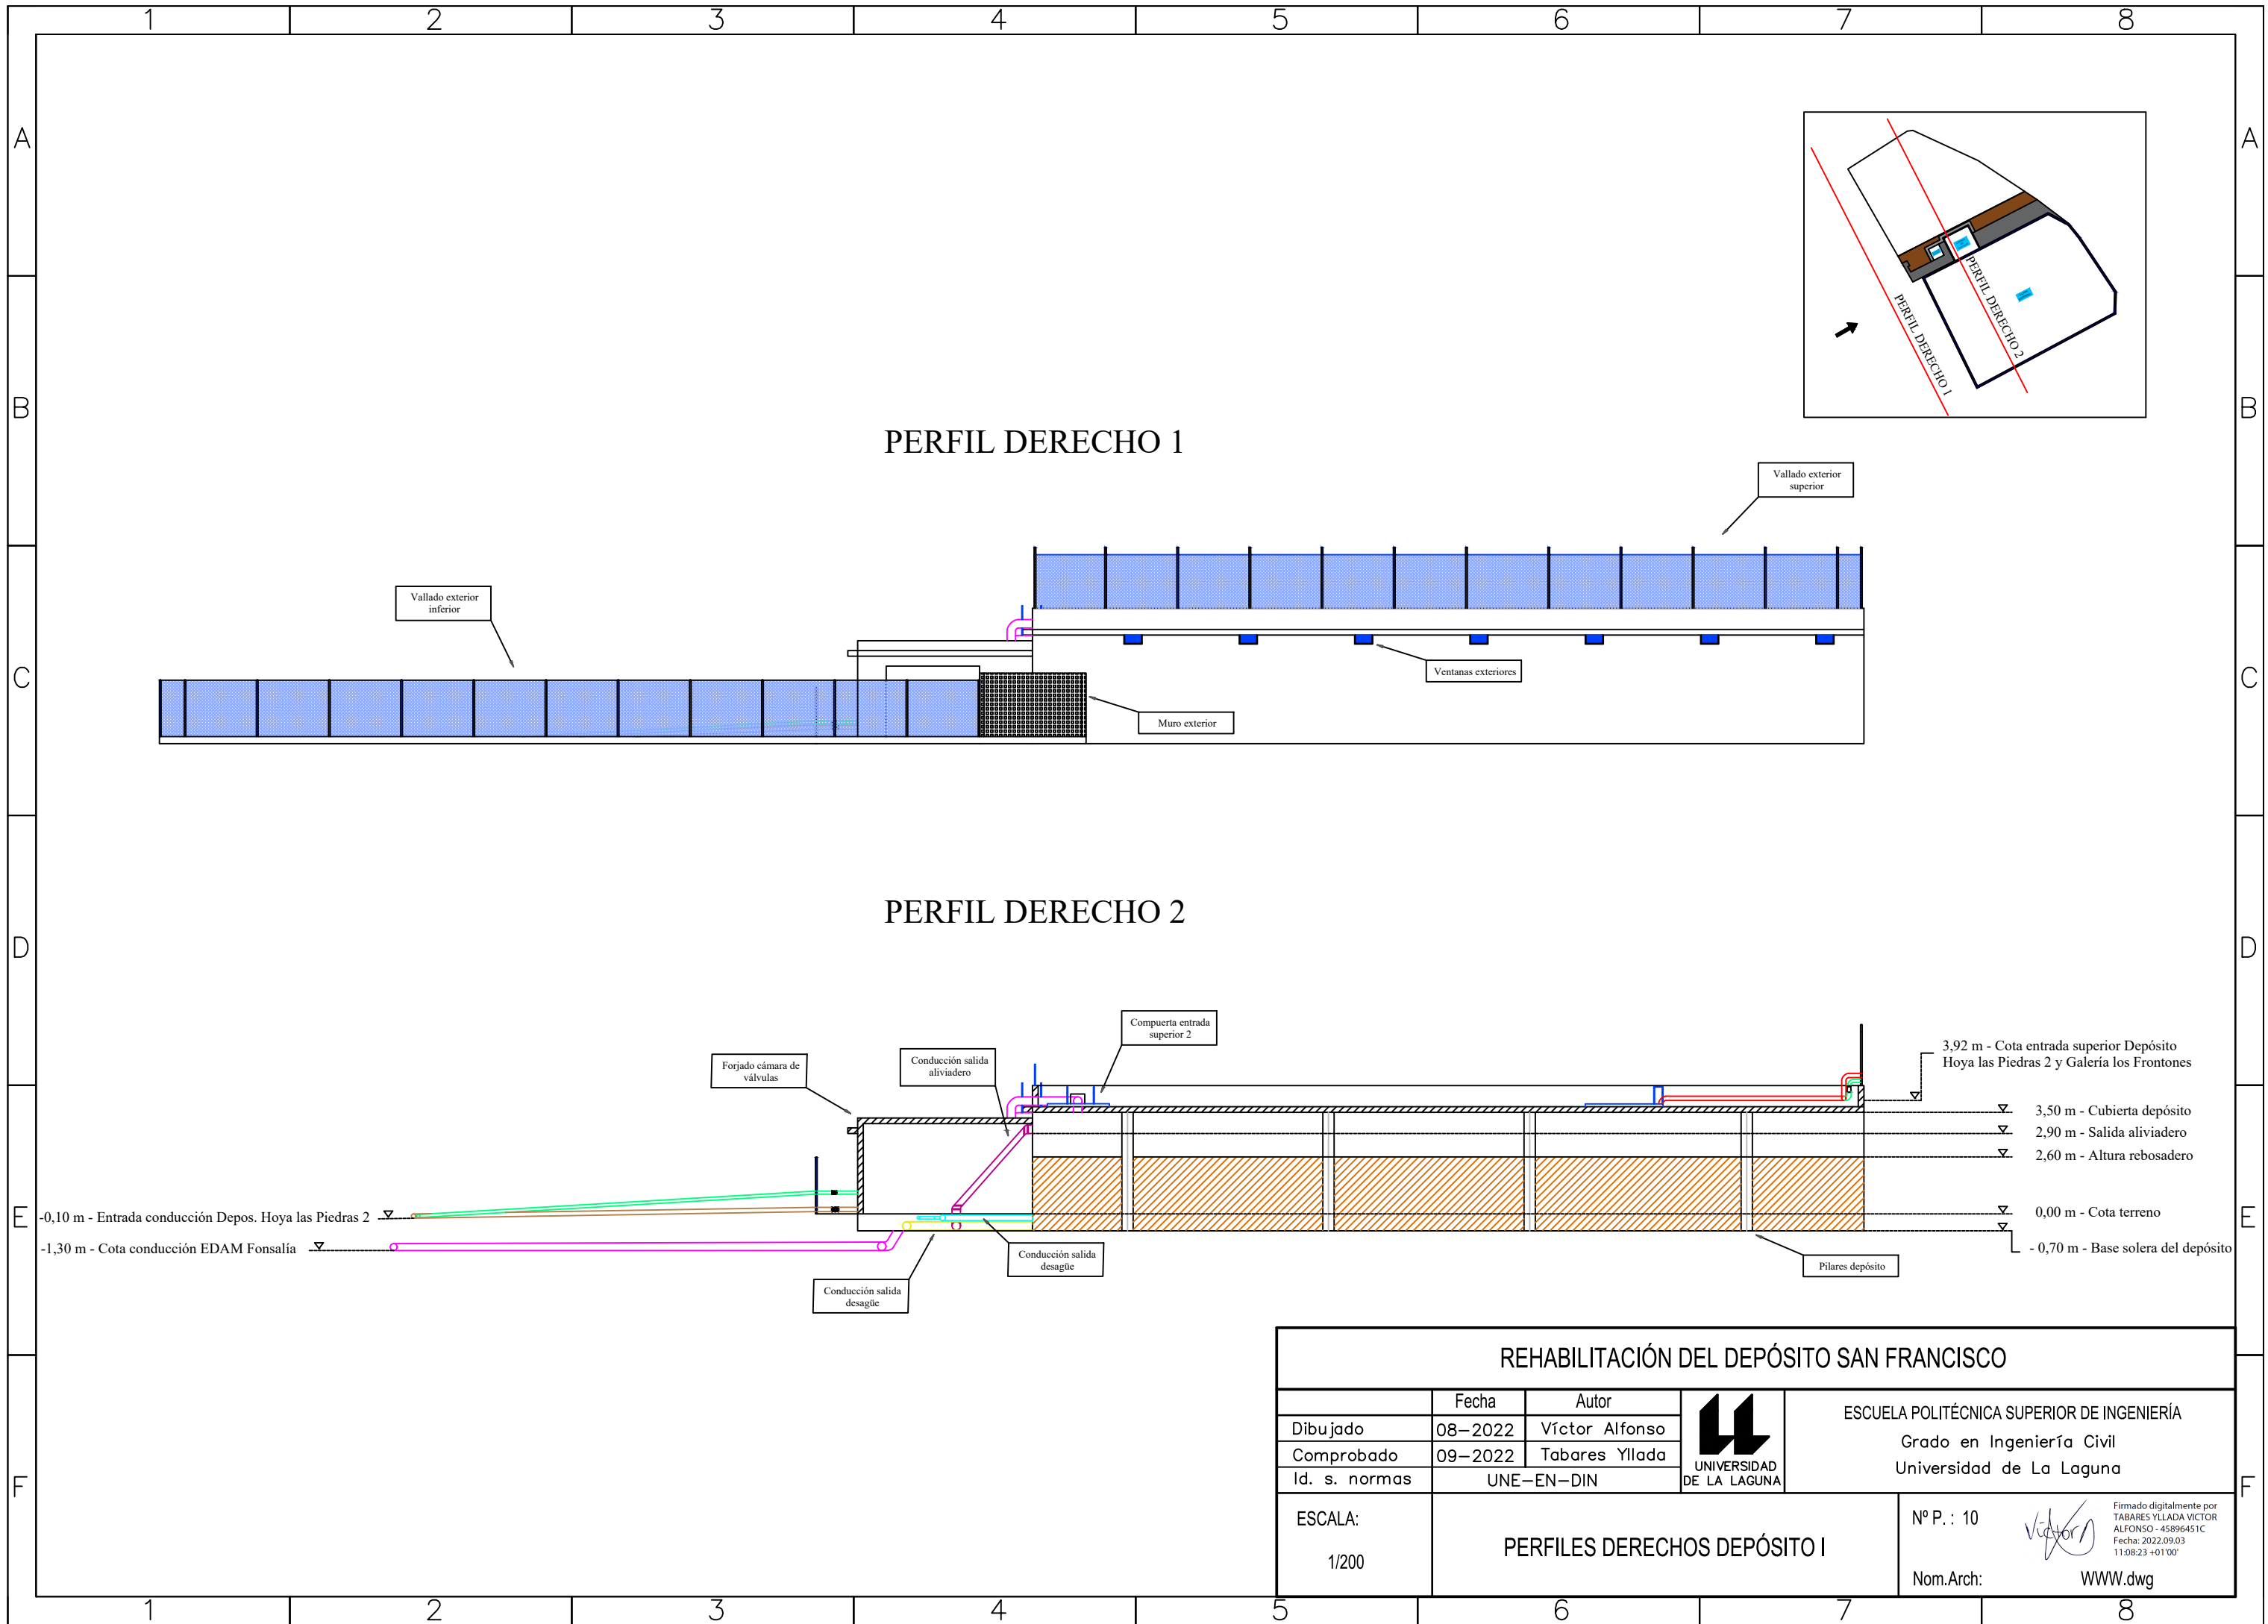 1 2 3 4 5 6 7 8
A A
B B
C C
D D
E E
F F
1 2 3 4 5 6 7 8
PERFIL DERECHO 1
PERFIL DERECHO 2
PERFIL DERECHO 1
Vallado exterior
superior
Vallado exterior
inferior
Ventanas exteriores
Muro exterior
PERFIL DERECHO 2
Compuerta entrada
superior 2
Conducción salida
aliviadero
Forjado cámara de
válvulas
3,92 m - Cota entrada superior Depósito
Hoya las Piedras 2 y Galería los Frontones
3,50 m - Cubierta depósito
2,90 m - Salida aliviadero
2,60 m - Altura rebosadero
0,00 m - Cota terreno
- 0,70 m - Base solera del depósito
-0,10 m - Entrada conducción Depos. Hoya las Piedras 2
-1,30 m - Cota conducción EDAM Fonsalía
Conducción salida
desagüe
Conducción salida
desagüe
Pilares depósito
REHABILITACIÓN DEL DEPÓSITO SAN FRANCISCO
Fecha Autor
Dibujado 08-2022 Víctor Alfonso
Comprobado 09-2022 Tabares Yllada
Id. s. normas UNE-EN-DIN
UNIVERSIDAD
DE LA LAGUNA
ESCUELA POLITÉCNICA SUPERIOR DE INGENIERÍA
Grado en Ingeniería Civil
Universidad de La Laguna
ESCALA:
1/200
PERFILES DERECHOS DEPÓSITO I
Nº P. : 10
Víctor
Firmado digitalmente por
TABARES YLLADA VICTOR
ALFONSO - 45896451C
Fecha: 2022.09.03
11:08:23 +01'00'
Nom.Arch: WWW.dwg